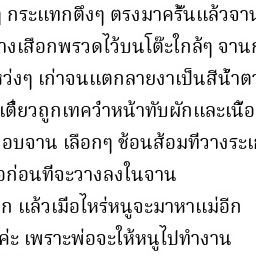 ๆ กระแทกตึงๆ ตรงมาครั้นแล้วจาน
างเสือกพรวดไว้บนโต๊ะใกล้ๆ จานก
หว่งๆ เก่าจนแตกลายงาเป็นสีน้ำตา
เตี๋ยวถูกเทคว่ำหน้าทับผักและเนื้อ
อบจาน เลือกๆ ช้อนส้อมที่วางระเก
อก่อนที่จะวางลงในจาน
ก แล้วเมื่อไหร่หนูจะมาหาแม่อีก
ค่ะ เพราะพ่อจะให้หนูไปทำงาน